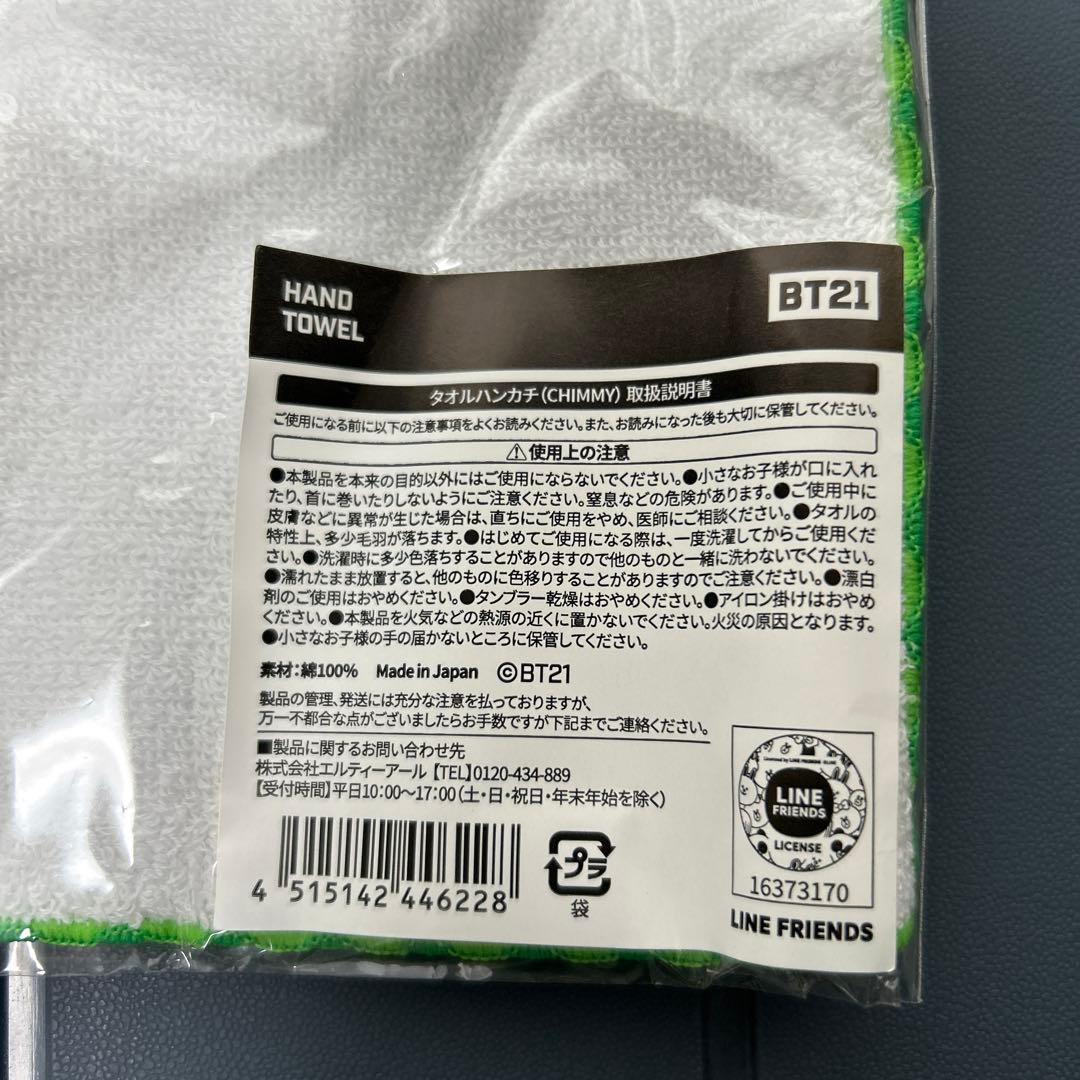 HAND
TOWEL
BT21
タオルハンカチ(CHIMMY) 取扱説明書
ご使用になる前に以下の注意事項をよくお読みください。また、お読みになった後も大切に保管してください。
⚠使用上の注意
●本製品を本来の目的以外にはご使用にならないでください。●小さなお子様が口に入れ
たり、首に巻いたりしないようにご注意ください。窒息などの危険があります。●ご使用中に
皮膚などに異常が生じた場合は、直ちにご使用をやめ、医師にご相談ください。●タオルの
特性上、多少毛羽が落ちます。●はじめてご使用になる際は、一度洗濯してからご使用くだ
さい。●洗濯時に多少色落ちすることがありますので他のものと一緒に洗わないでください。
●濡れたまま放置すると、他のものに色移りすることがありますのでご注意ください。●漂白
剤のご使用はおやめください。●タンブラー乾燥はおやめください。●アイロン掛けはおやめ
ください。●本製品を火気などの熱源の近くに置かないでください。火災の原因となります。
●小さなお子様の手の届かないところに保管してください。
素材:綿100% Made in Japan ©BT21
製品の管理、発送には充分な注意を払っておりますが、
万一不都合な点がございましたらお手数ですが下記までご連絡ください。
■製品に関するお問い合わせ先
株式会社エルティーアール 【TEL】0120-434-889
【受付時間】平日10:00〜17:00(土・日・祝日・年末年始を除く)
4 515142 446228
プラ
袋
LINE
FRIENDS
LICENSE
16373170
LINE FRIENDS